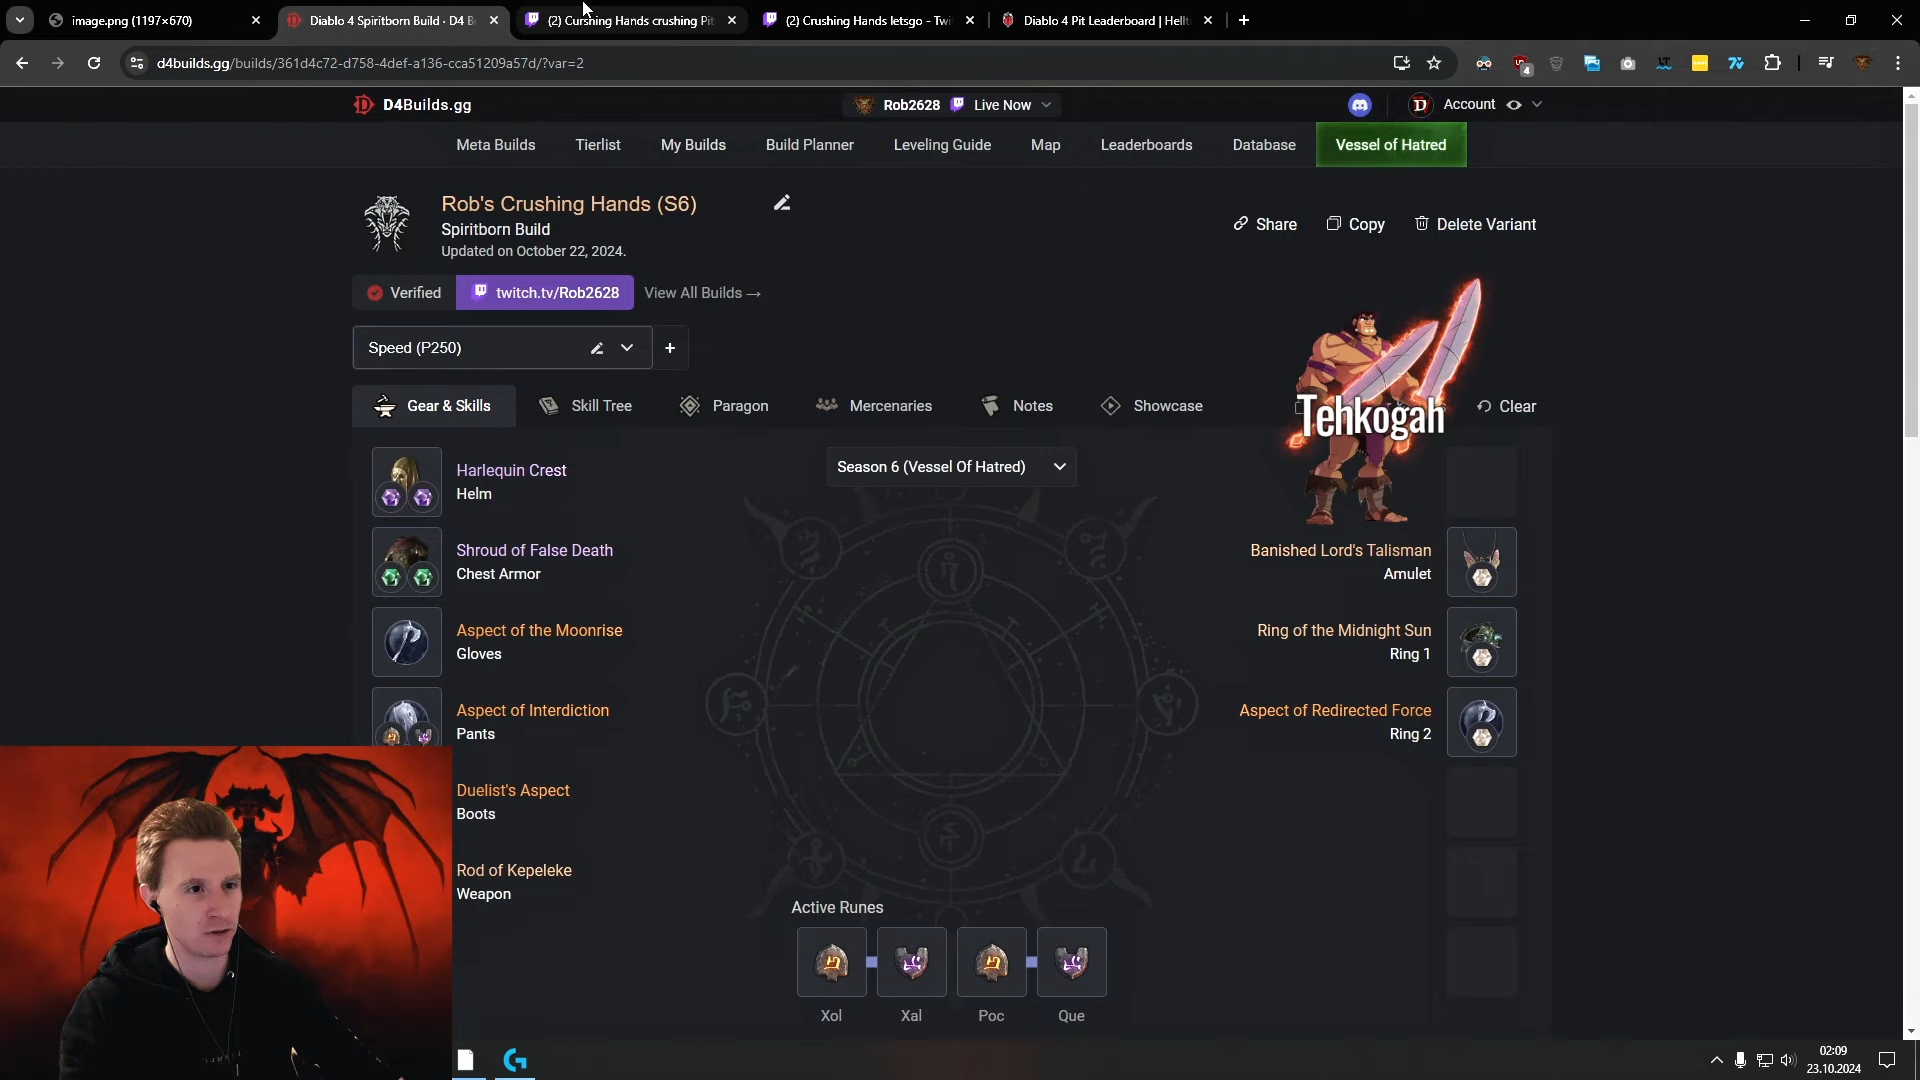 image.png (1197×670)
Diablo 4 Spiritborn Build · D4 B
(2) Curshing Hands crushing Pit
(2) Crushing Hands letsgo - Twi
Diablo 4 Pit Leaderboard | Hellt
d4builds.gg/builds/361d4c72-d758-4def-a136-cca51209a57d/?var=2
4
D4Builds.gg
Rob2628 Live Now
Account
Meta Builds
Tierlist
My Builds
Build Planner
Leveling Guide
Map
Leaderboards
Database
Vessel of Hatred
Rob's Crushing Hands (S6)
Spiritborn Build
Updated on October 22, 2024.
Share
Copy
Delete Variant
Verified
twitch.tv/Rob2628
View All Builds →
Speed (P250)
+
Gear & Skills
Skill Tree
Paragon
Mercenaries
Notes
Showcase
Clear
Tehkogah
Season 6 (Vessel Of Hatred)
Harlequin Crest
Helm
Shroud of False Death
Chest Armor
Aspect of the Moonrise
Gloves
Aspect of Interdiction
Pants
Duelist's Aspect
Boots
Rod of Kepeleke
Weapon
Banished Lord's Talisman
Amulet
Ring of the Midnight Sun
Ring 1
Aspect of Redirected Force
Ring 2
Active Runes
Xol
Xal
Poc
Que
02:09
23.10.2024